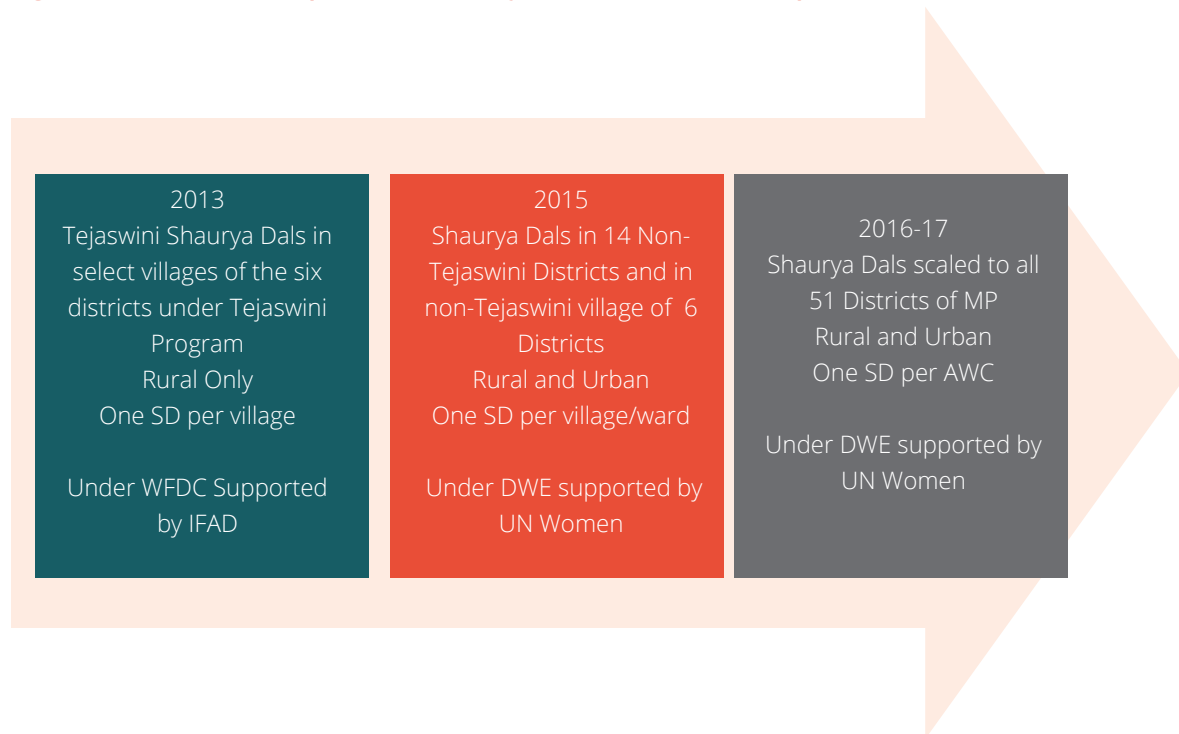 2013
Tejaswini Shaurya Dals in
select villages of the six
districts under Tejaswini
Program
Rural Only
One SD per village
Under WFDC Supported
by IFAD
2015
Shaurya Dals in 14 Non-
Tejaswini Districts and in
non-Tejaswini village of 6
Districts
Rural and Urban
One SD per village/ward
Under DWE supported by
UN Women
2016-17
Shaurya Dals scaled to all
51 Districts of MP
Rural and Urban
One SD per AWC
Under DWE supported by
UN Women